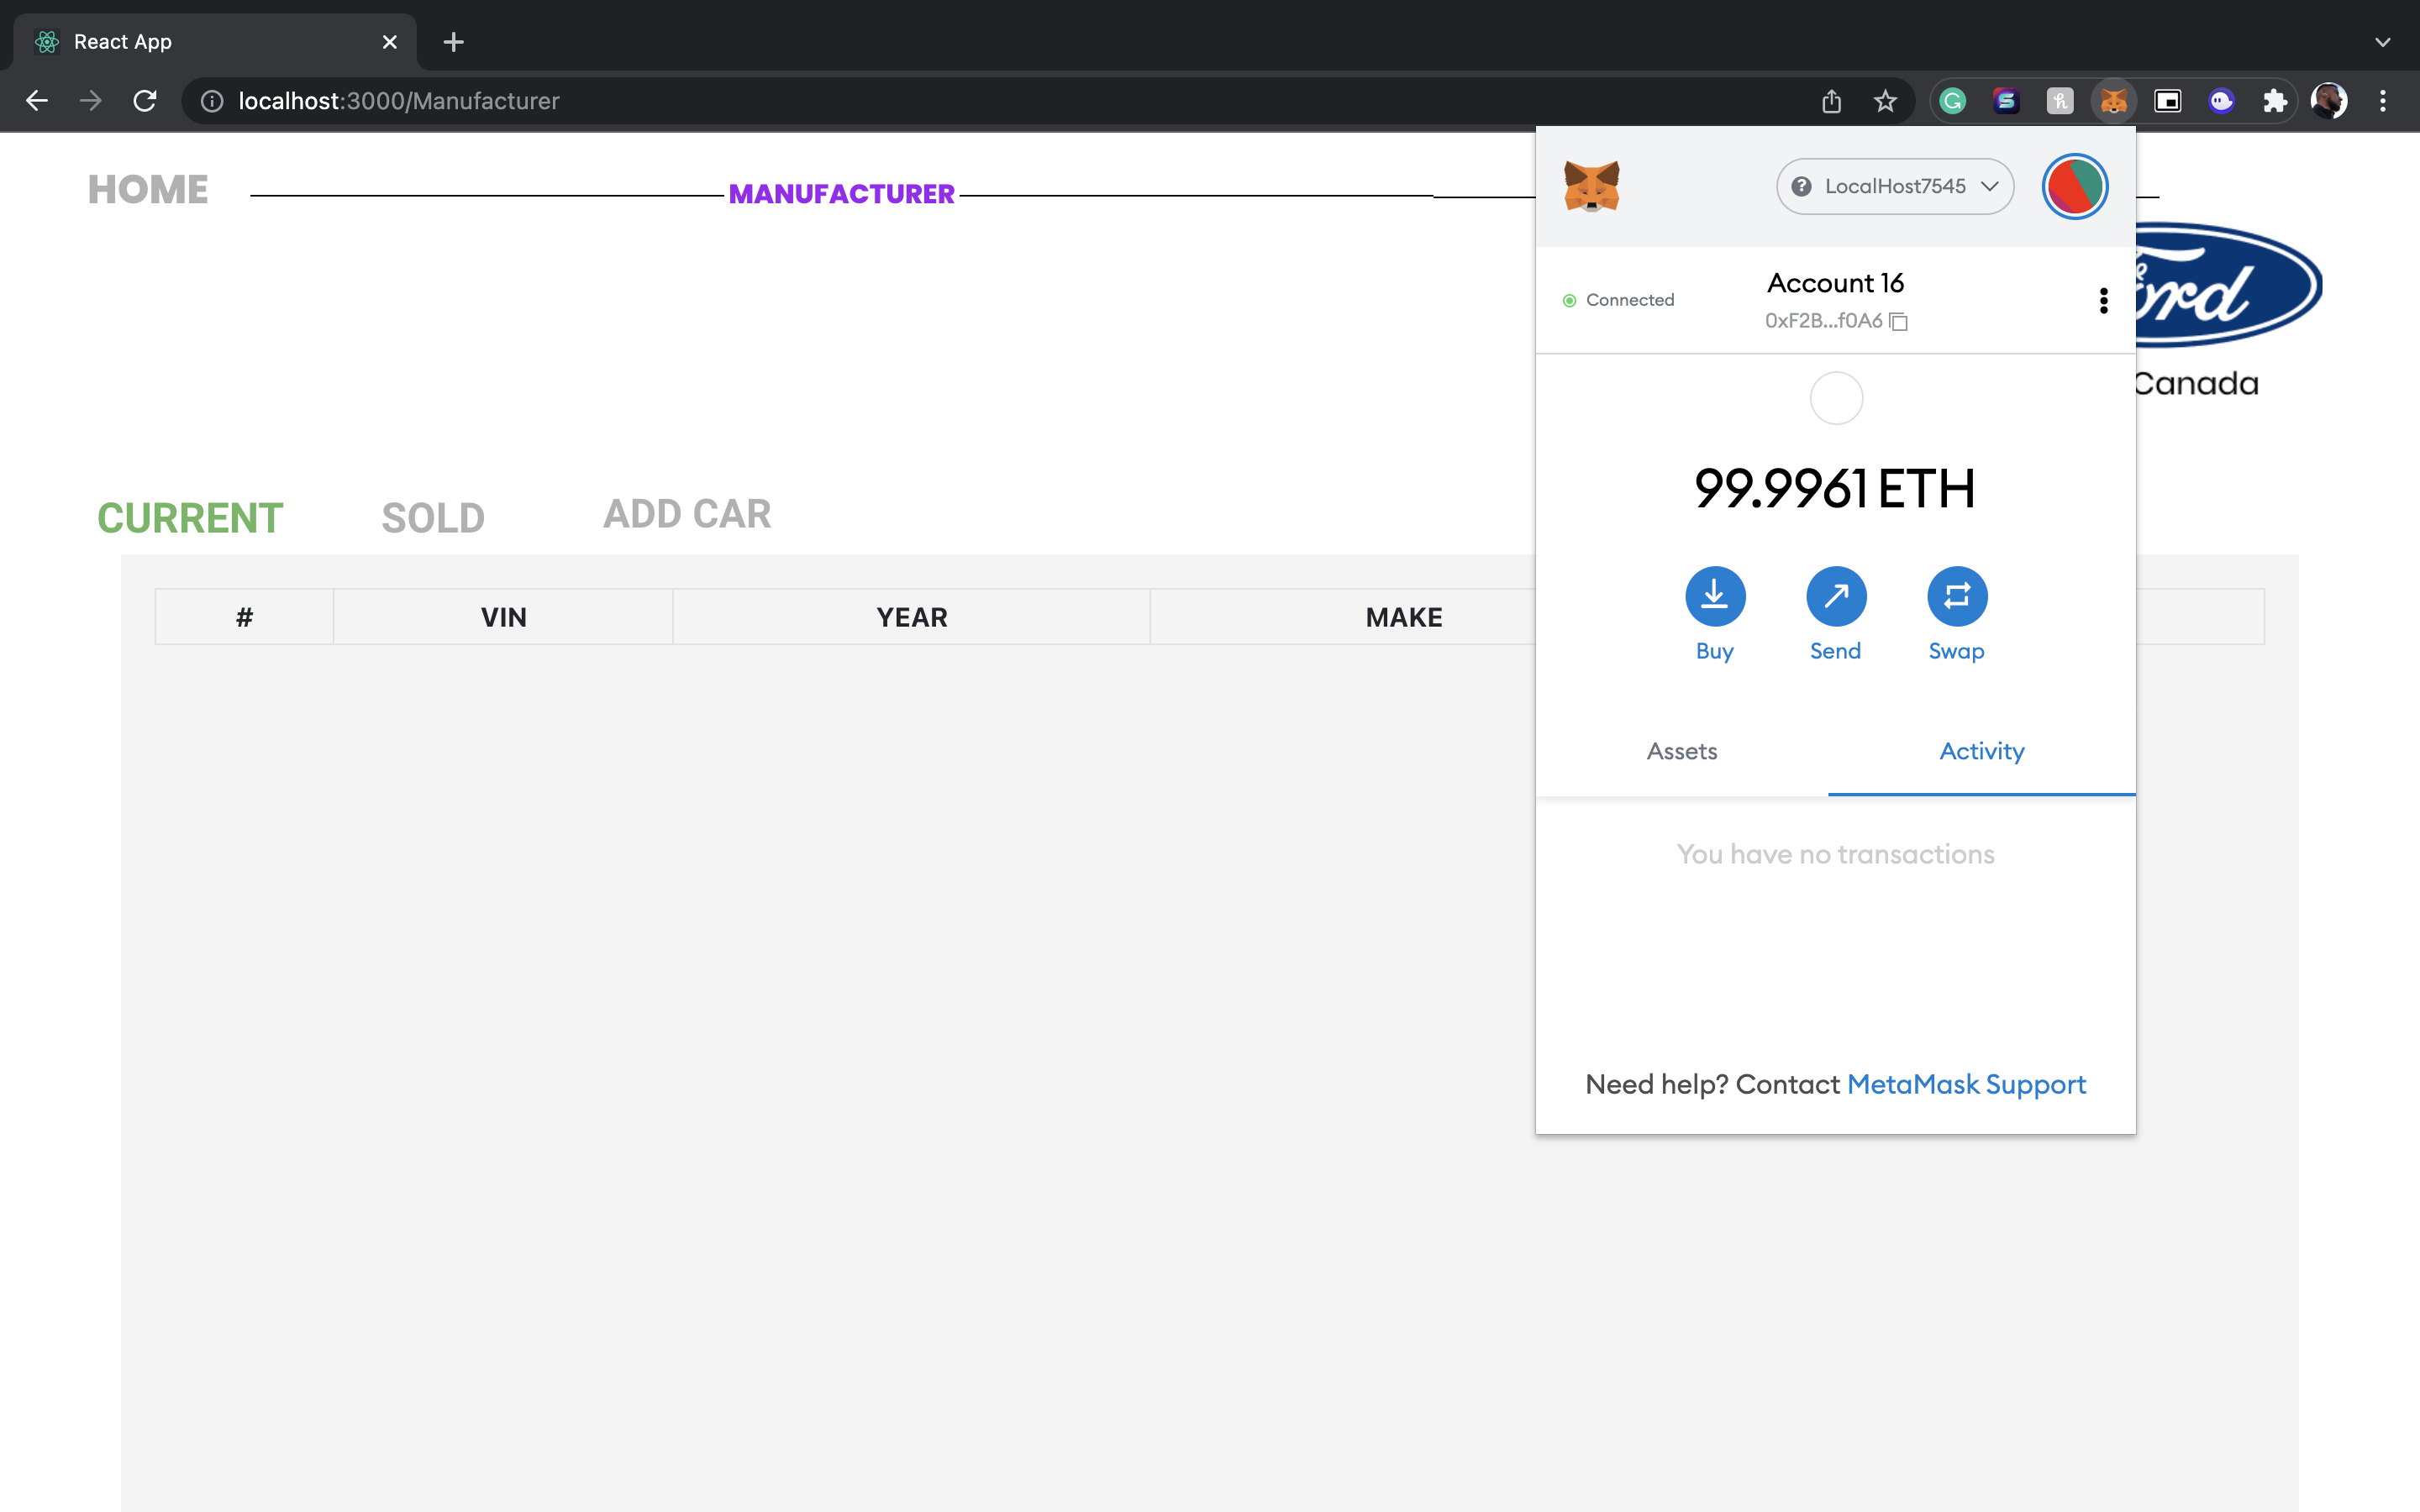 React App
localhost:3000/Manufacturer
HOME
MANUFACTURER
LocalHost7545
Connected
Account 16
0xF2B...f0A6
Canada
99.9961 ETH
CURRENT
SOLD
ADD CAR
# VIN YEAR MAKE
Buy
Send
Swap
Assets
Activity
You have no transactions
Need help? Contact MetaMask Support